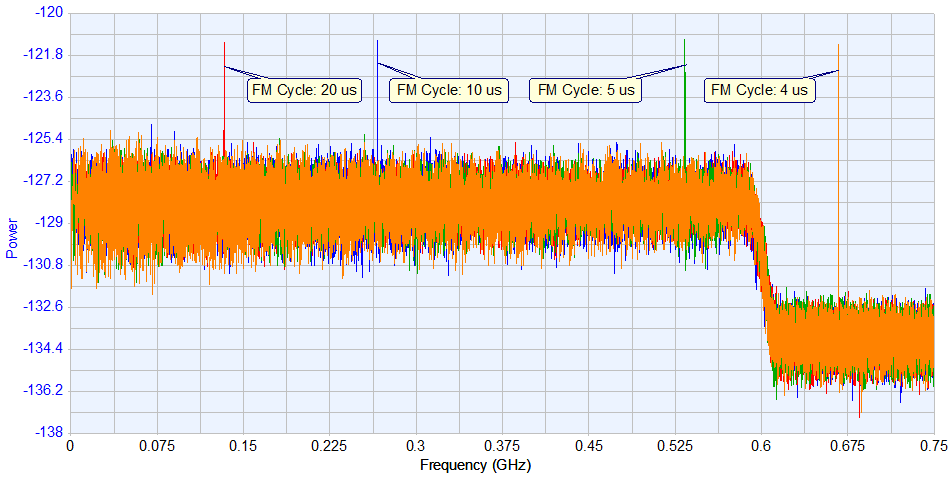 -120
-121.8
-123.6
-125.4
-127.2
-129
-130.8
-132.6
-134.4
-136.2
-138
Power
FM Cycle: 20 us
FM Cycle: 10 us
FM Cycle: 5 us
FM Cycle: 4 us
0 0.075 0.15 0.225 0.3 0.375 0.45 0.525 0.6 0.675 0.75
Frequency (GHz)